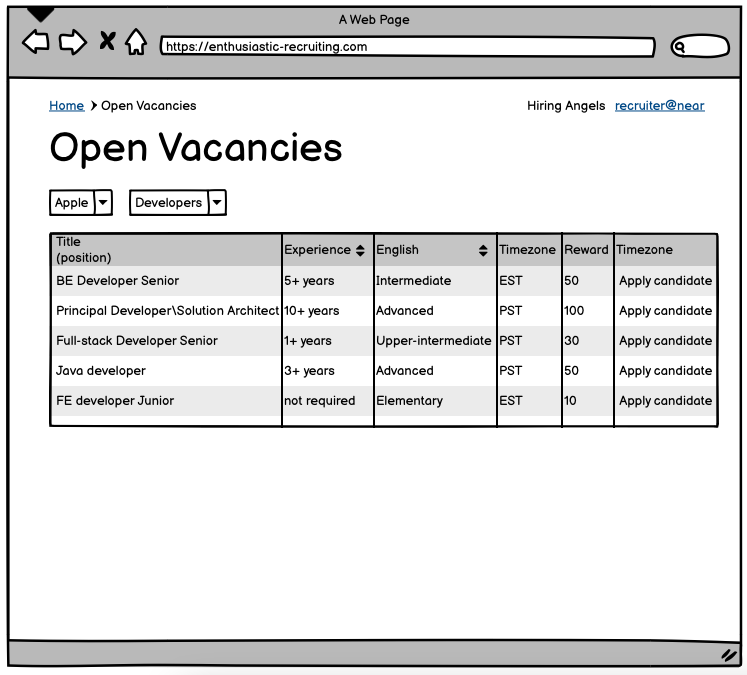 A Web Page
https://enthusiastic-recruiting.com
Home > Open Vacancies Hiring Angels recruiter@near
Open Vacancies
Apple Developers
Title
(position) Experience English Timezone Reward Timezone
BE Developer Senior 5+ years Intermediate EST 50 Apply candidate
Principal Developer\Solution Architect 10+ years Advanced PST 100 Apply candidate
Full-stack Developer Senior 1+ years Upper-intermediate PST 30 Apply candidate
Java developer 3+ years Advanced PST 50 Apply candidate
FE developer Junior not required Elementary EST 10 Apply candidate